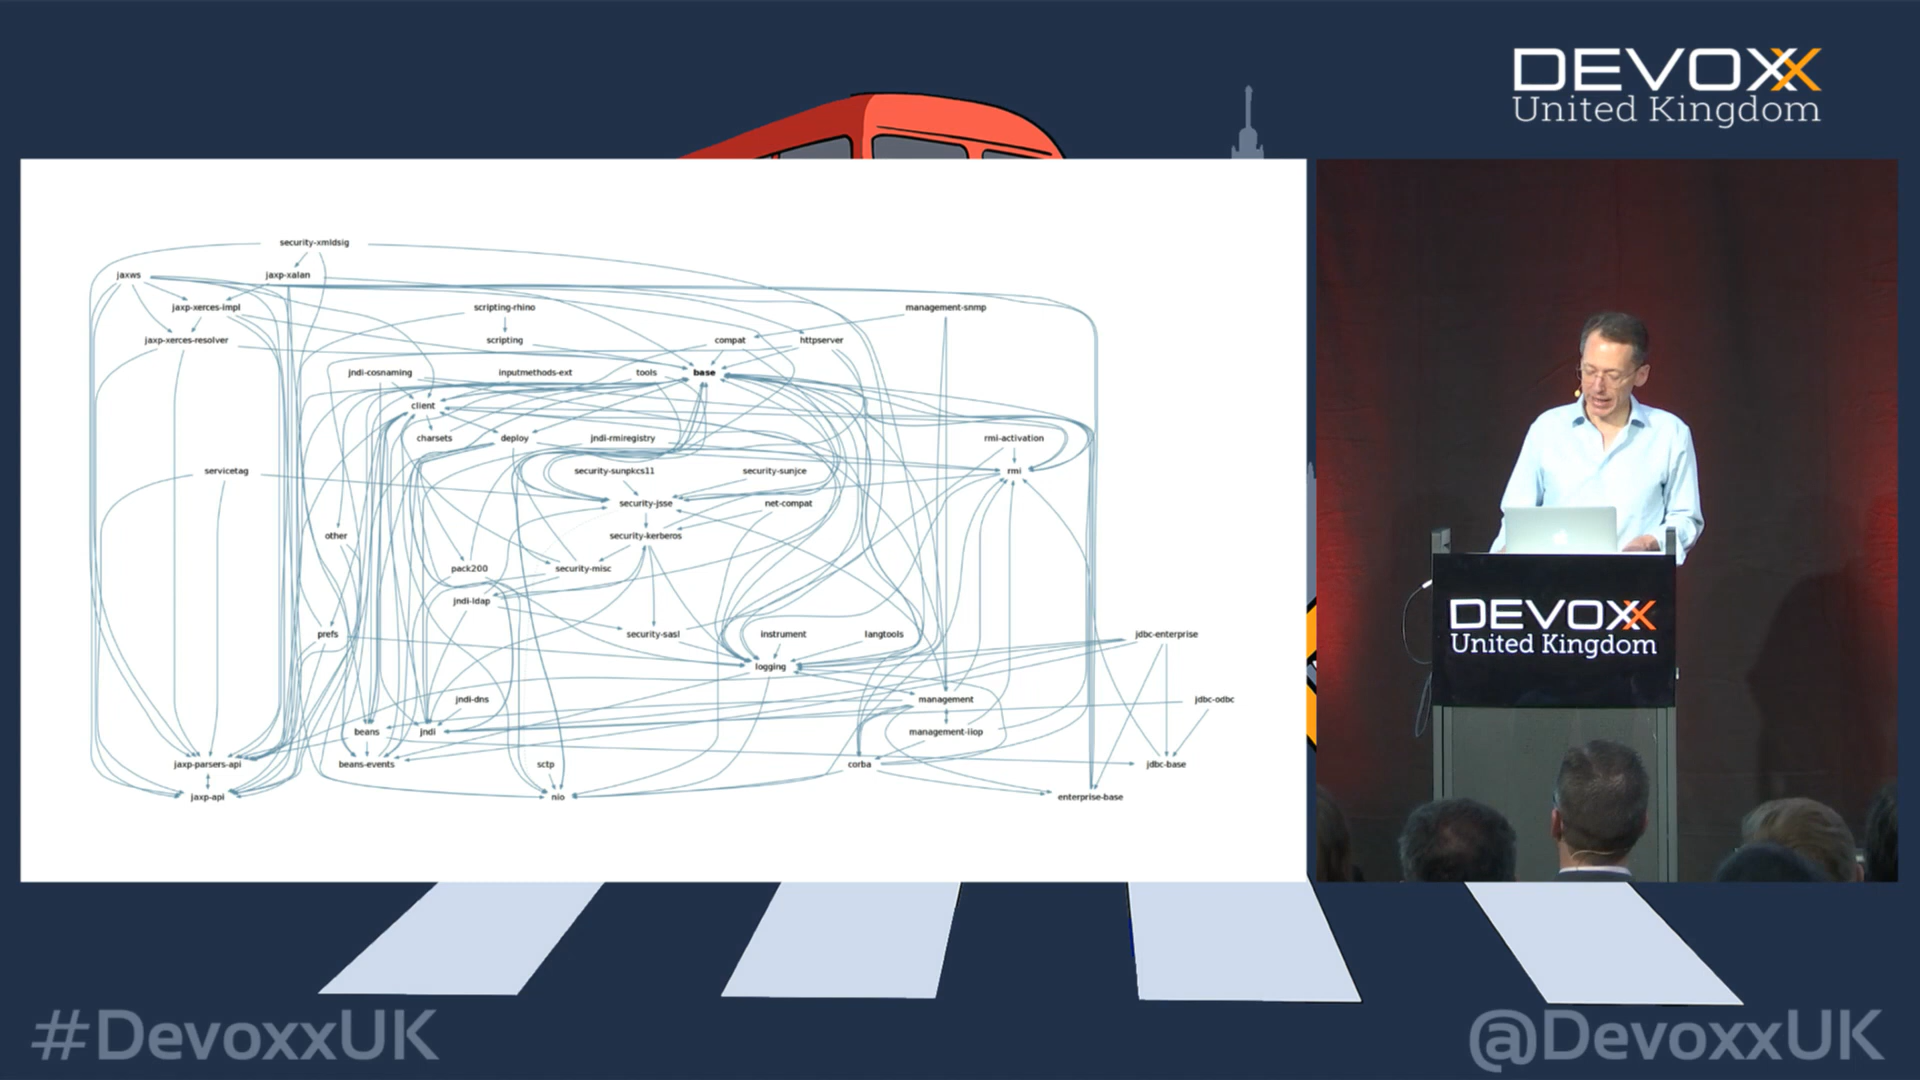 DEVOXX
United Kingdom
security-xmldsig
jaxws
jaxp-xalan
jaxp-xerces-impl
scripting-rhino
management-snmp
jaxp-xerces-resolver
scripting
compat
httpserver
jndi-cosnaming
inputmethods-ext
tools
base
client
charsets
deploy
jndi-rmiregistry
rmi-activation
servicetag
security-sunpkcs11
security-sunjce
rmi
security-jsse
net-compat
other
security-kerberos
pack200
security-misc
jndi-ldap
prefs
security-sasl
instrument
langtools
jdbc-enterprise
logging
jndi-dns
management
jdbc-odbc
beans
jndi
management-iiop
jaxp-parsers-api
beans-events
sctp
corba
jdbc-base
jaxp-api
nio
enterprise-base
DEVOXX
United Kingdom
#DevoxxUK
@DevoxxUK